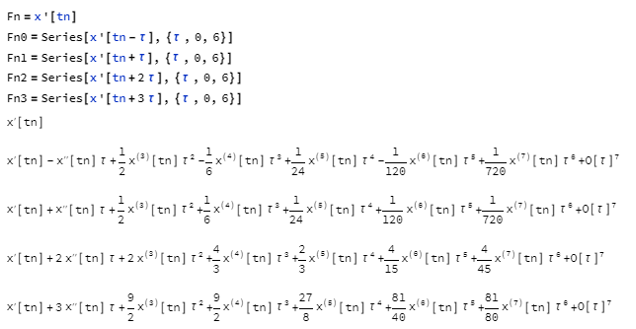 Fn = x'[tn]
Fn0 = Series[x'[tn - τ], {τ , 0, 6}]
Fn1 = Series[x'[tn + τ], {τ , 0, 6}]
Fn2 = Series[x'[tn + 2 τ], {τ , 0, 6}]
Fn3 = Series[x'[tn + 3 τ], {τ , 0, 6}]
x′[tn]
x′[tn] - x″[tn] τ + 1/2 x⁽³⁾[tn] τ² - 1/6 x⁽⁴⁾[tn] τ³ + 1/24 x⁽⁵⁾[tn] τ⁴ - 1/120 x⁽⁶⁾[tn] τ⁵ + 1/720 x⁽⁷⁾[tn] τ⁶ + O[τ]⁷
x′[tn] + x″[tn] τ + 1/2 x⁽³⁾[tn] τ² + 1/6 x⁽⁴⁾[tn] τ³ + 1/24 x⁽⁵⁾[tn] τ⁴ + 1/120 x⁽⁶⁾[tn] τ⁵ + 1/720 x⁽⁷⁾[tn] τ⁶ + O[τ]⁷
x′[tn] + 2 x″[tn] τ + 2 x⁽³⁾[tn] τ² + 4/3 x⁽⁴⁾[tn] τ³ + 2/3 x⁽⁵⁾[tn] τ⁴ + 4/15 x⁽⁶⁾[tn] τ⁵ + 4/45 x⁽⁷⁾[tn] τ⁶ + O[τ]⁷
x′[tn] + 3 x″[tn] τ + 9/2 x⁽³⁾[tn] τ² + 9/2 x⁽⁴⁾[tn] τ³ + 27/8 x⁽⁵⁾[tn] τ⁴ + 81/40 x⁽⁶⁾[tn] τ⁵ + 81/80 x⁽⁷⁾[tn] τ⁶ + O[τ]⁷